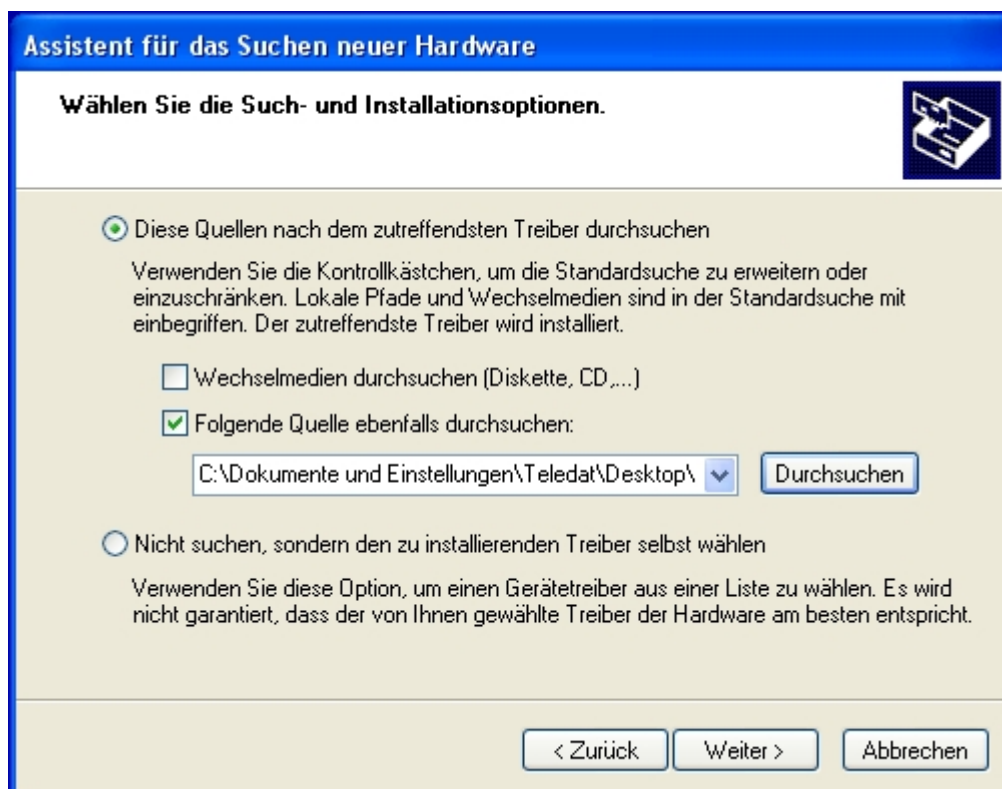 Assistent für das Suchen neuer Hardware
Wählen Sie die Such- und Installationsoptionen.
Diese Quellen nach dem zutreffendsten Treiber durchsuchen
Verwenden Sie die Kontrollkästchen, um die Standardsuche zu erweitern oder
einzuschränken. Lokale Pfade und Wechselmedien sind in der Standardsuche mit
einbegriffen. Der zutreffendste Treiber wird installiert.
Wechselmedien durchsuchen (Diskette, CD,...)
Folgende Quelle ebenfalls durchsuchen:
C:\Dokumente und Einstellungen\Teledat\Desktop\
Durchsuchen
Nicht suchen, sondern den zu installierenden Treiber selbst wählen
Verwenden Sie diese Option, um einen Gerätetreiber aus einer Liste zu wählen. Es wird
nicht garantiert, dass der von Ihnen gewählte Treiber der Hardware am besten entspricht.
< Zurück Weiter > Abbrechen